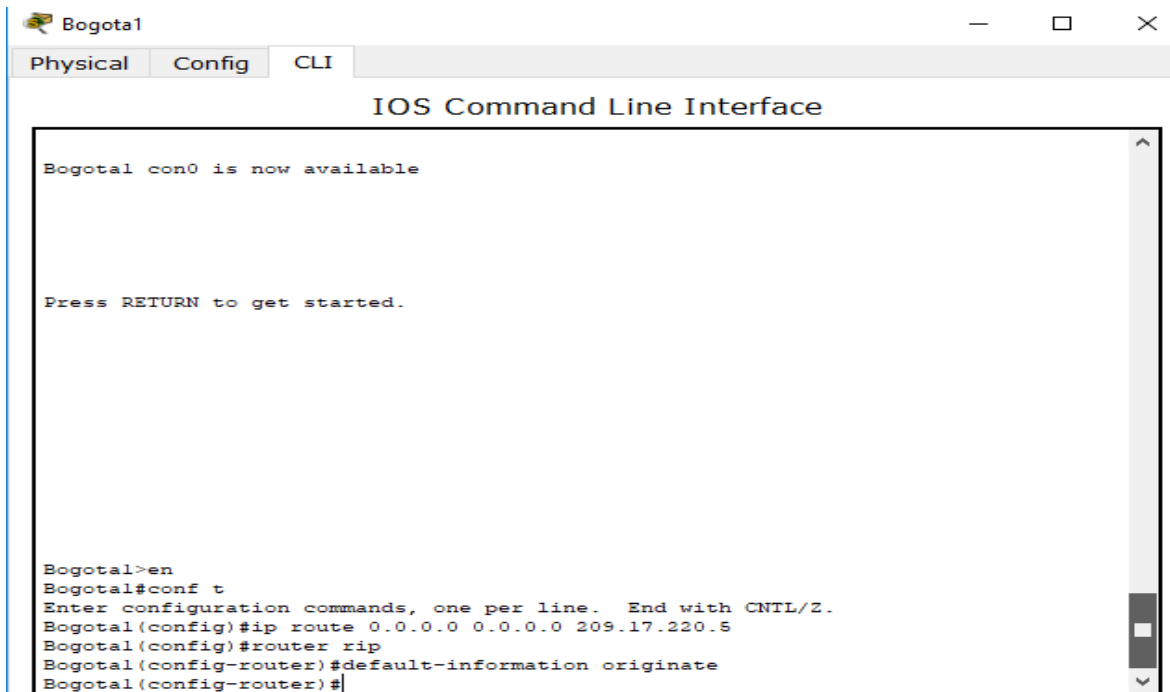 Bogota1
Physical Config CLI
IOS Command Line Interface
Bogota1 con0 is now available
Press RETURN to get started.
Bogota1>en
Bogota1#conf t
Enter configuration commands, one per line.  End with CNTL/Z.
Bogota1(config)#ip route 0.0.0.0 0.0.0.0 209.17.220.5
Bogota1(config)#router rip
Bogota1(config-router)#default-information originate
Bogota1(config-router)#